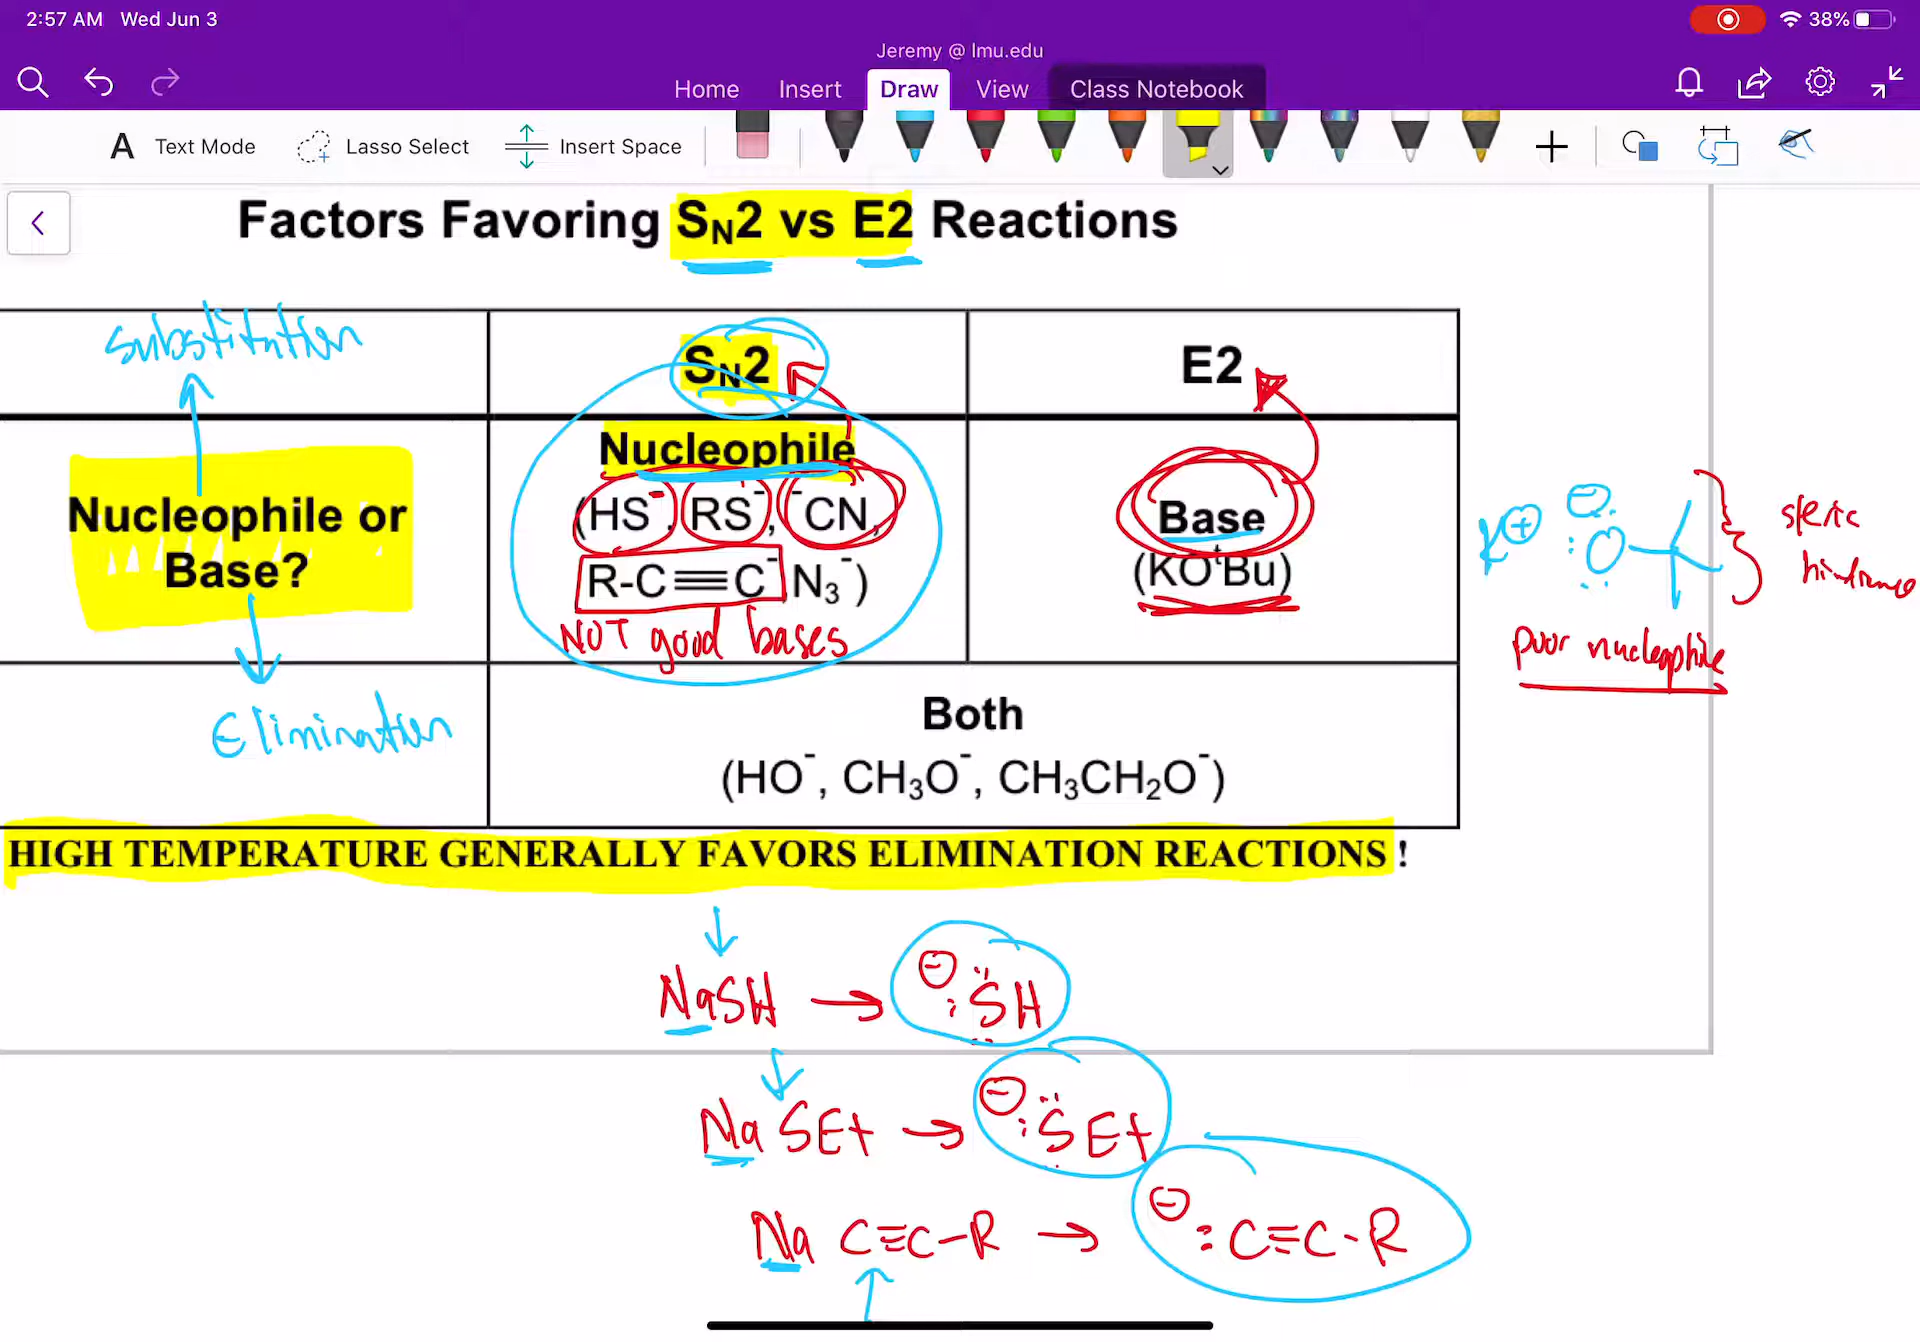 2:57 AM Wed Jun 3
38%
Jeremy @ lmu.edu
Home Insert Draw View Class Notebook
A Text Mode Lasso Select Insert Space
Factors Favoring SN2 vs E2 Reactions
Substitution
SN2
E2
Nucleophile or
Base?
Nucleophile
(HS⁻, RS⁻, ⁻CN,
R-C≡C⁻ N₃⁻)
NOT good bases
Base
(KOᵗBu)
K⊕ ⊖ :O
steric
hindrance
poor nucleophile
Elimination
Both
(HO⁻, CH₃O⁻, CH₃CH₂O⁻)
HIGH TEMPERATURE GENERALLY FAVORS ELIMINATION REACTIONS !
NaSH → ⊖ :SH
Na SEt → ⊖ :SEt
Na C≡C-R → ⊖ :C≡C-R